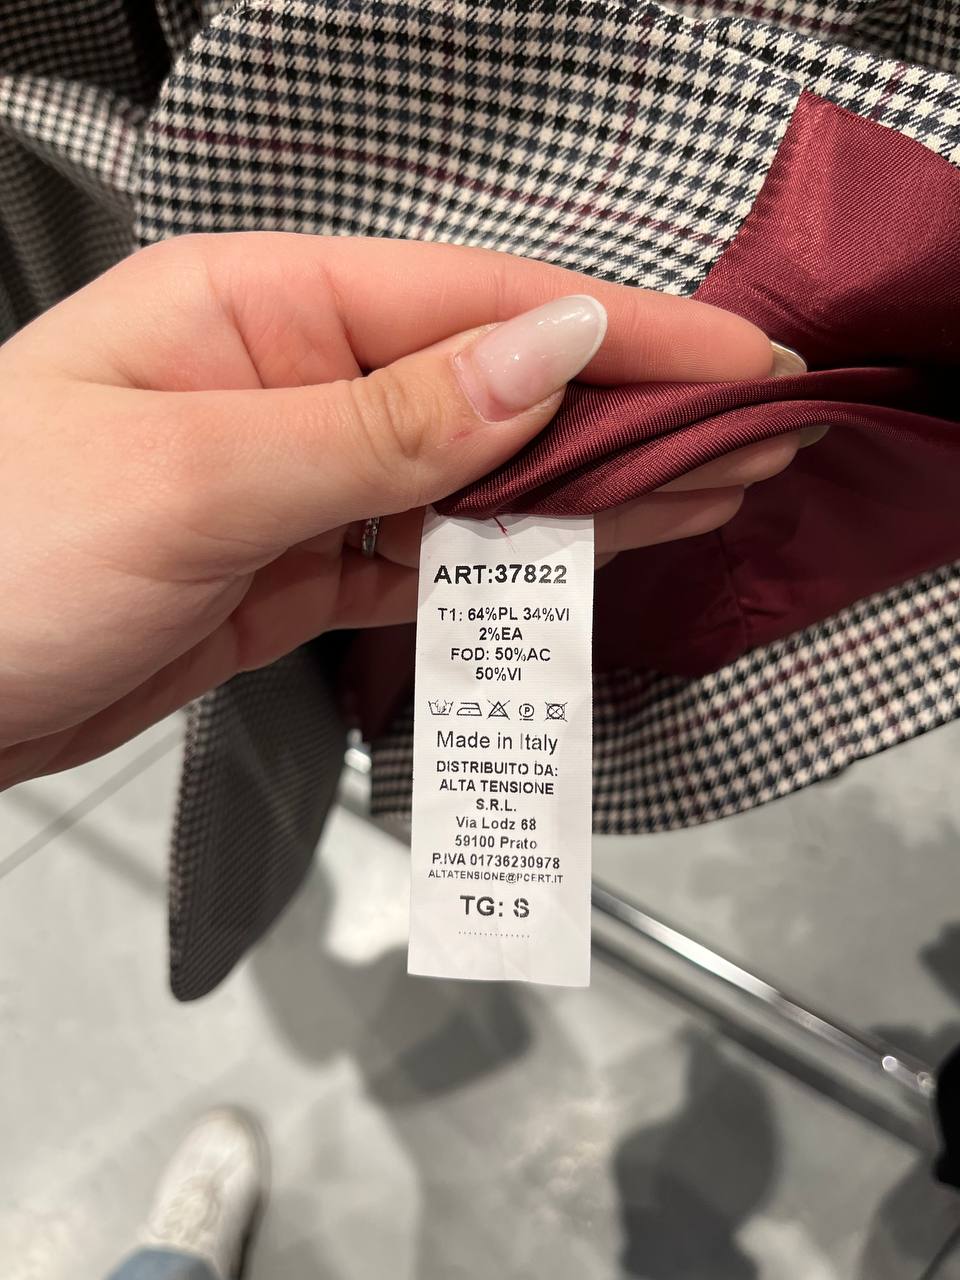 ART:37822
T1: 64%PL 34%VI
2%EA
FOD: 50%AC
50%VI
P
Made in Italy
DISTRIBUITO DA:
ALTA TENSIONE
S.R.L.
Via Lodz 68
59100 Prato
P.IVA 01736230978
ALTATENSIONE@PCERT.IT
TG: S